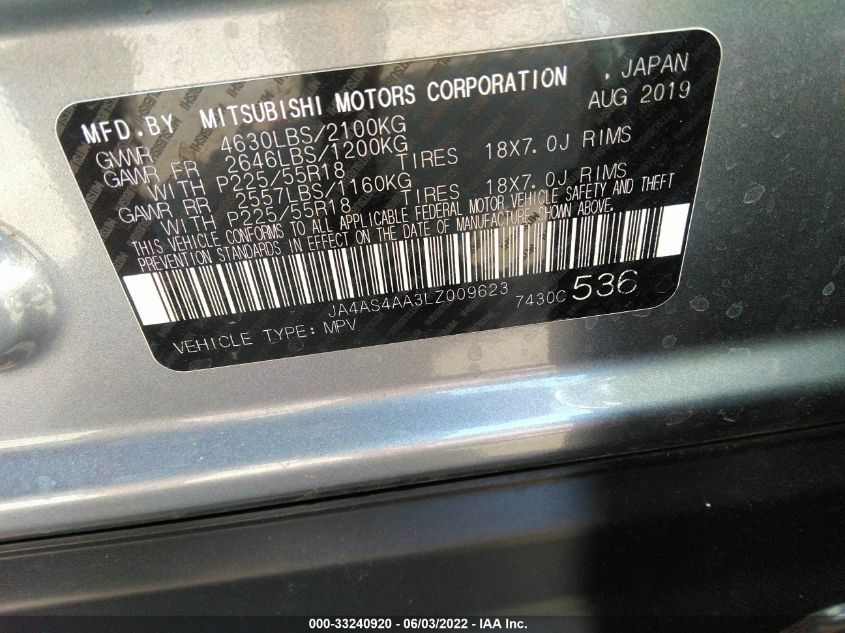 MFD.BY MITSUBISHI MOTORS CORPORATION . JAPAN
AUG 2019
GVWR 4630LBS/2100KG
GAWR FR 2646LBS/1200KG
WITH P225/55R18 TIRES 18X7.0J RIMS
GAWR RR 2557LBS/1160KG
WITH P225/55R18 TIRES 18X7.0J RIMS
THIS VEHICLE CONFORMS TO ALL APPLICABLE FEDERAL MOTOR VEHICLE SAFETY AND THEFT
PREVENTION STANDARDS IN EFFECT ON THE DATE OF MANUFACTURE SHOWN ABOVE.
JA4AS4AA3LZ009623 7430C 536
VEHICLE TYPE: MPV
000-33240920 - 06/03/2022 - IAA Inc.